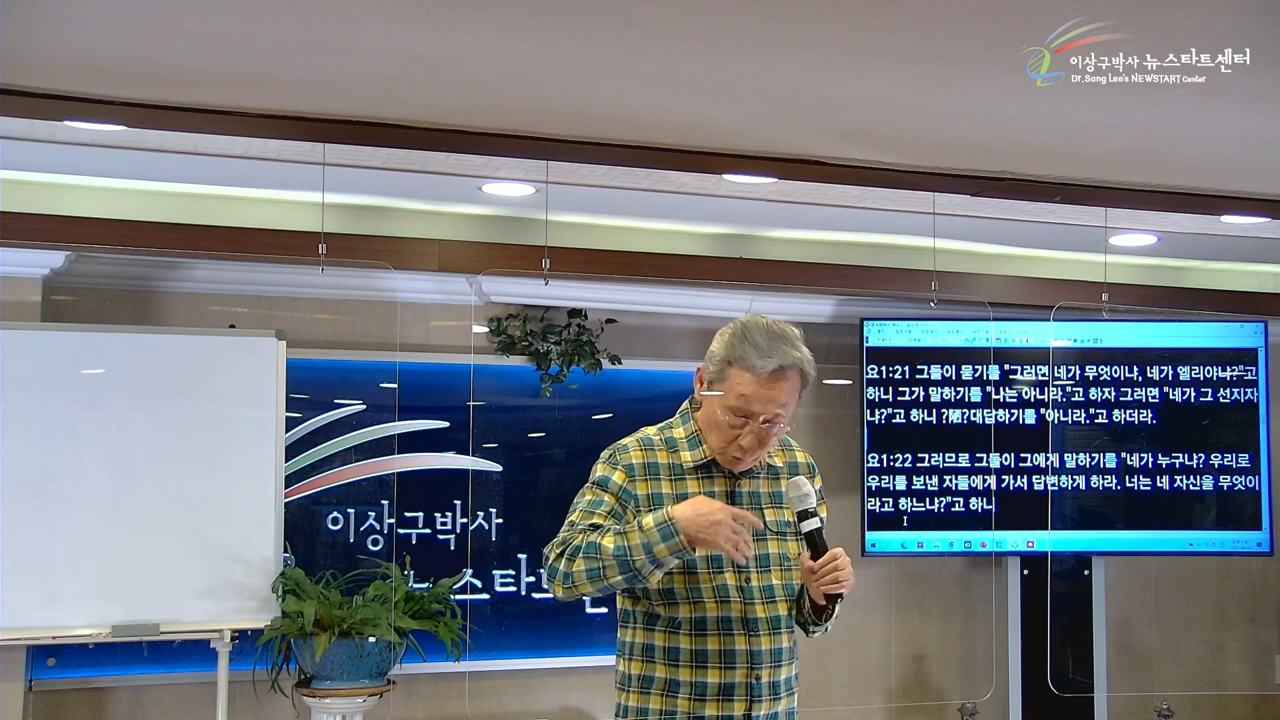 이상구박사 뉴스타트센터
Dr.Sang Lee's NEWSTART Center
요1:21 그들이 묻기를 "그러면 네가 무엇이냐, 네가 엘리야냐?"고
하니 그가 말하기를 "나는 아니라."고 하자 그러면 "네가 그 선지자
냐?"고 하니 ?陋?대답하기를 "아니라."고 하더라.
요1:22 그러므로 그들이 그에게 말하기를 "네가 누구냐? 우리로
우리를 보낸 자들에게 가서 답변하게 하라. 너는 네 자신을 무엇이
라고 하느냐?"고 하니
이상구박사
뉴스타트